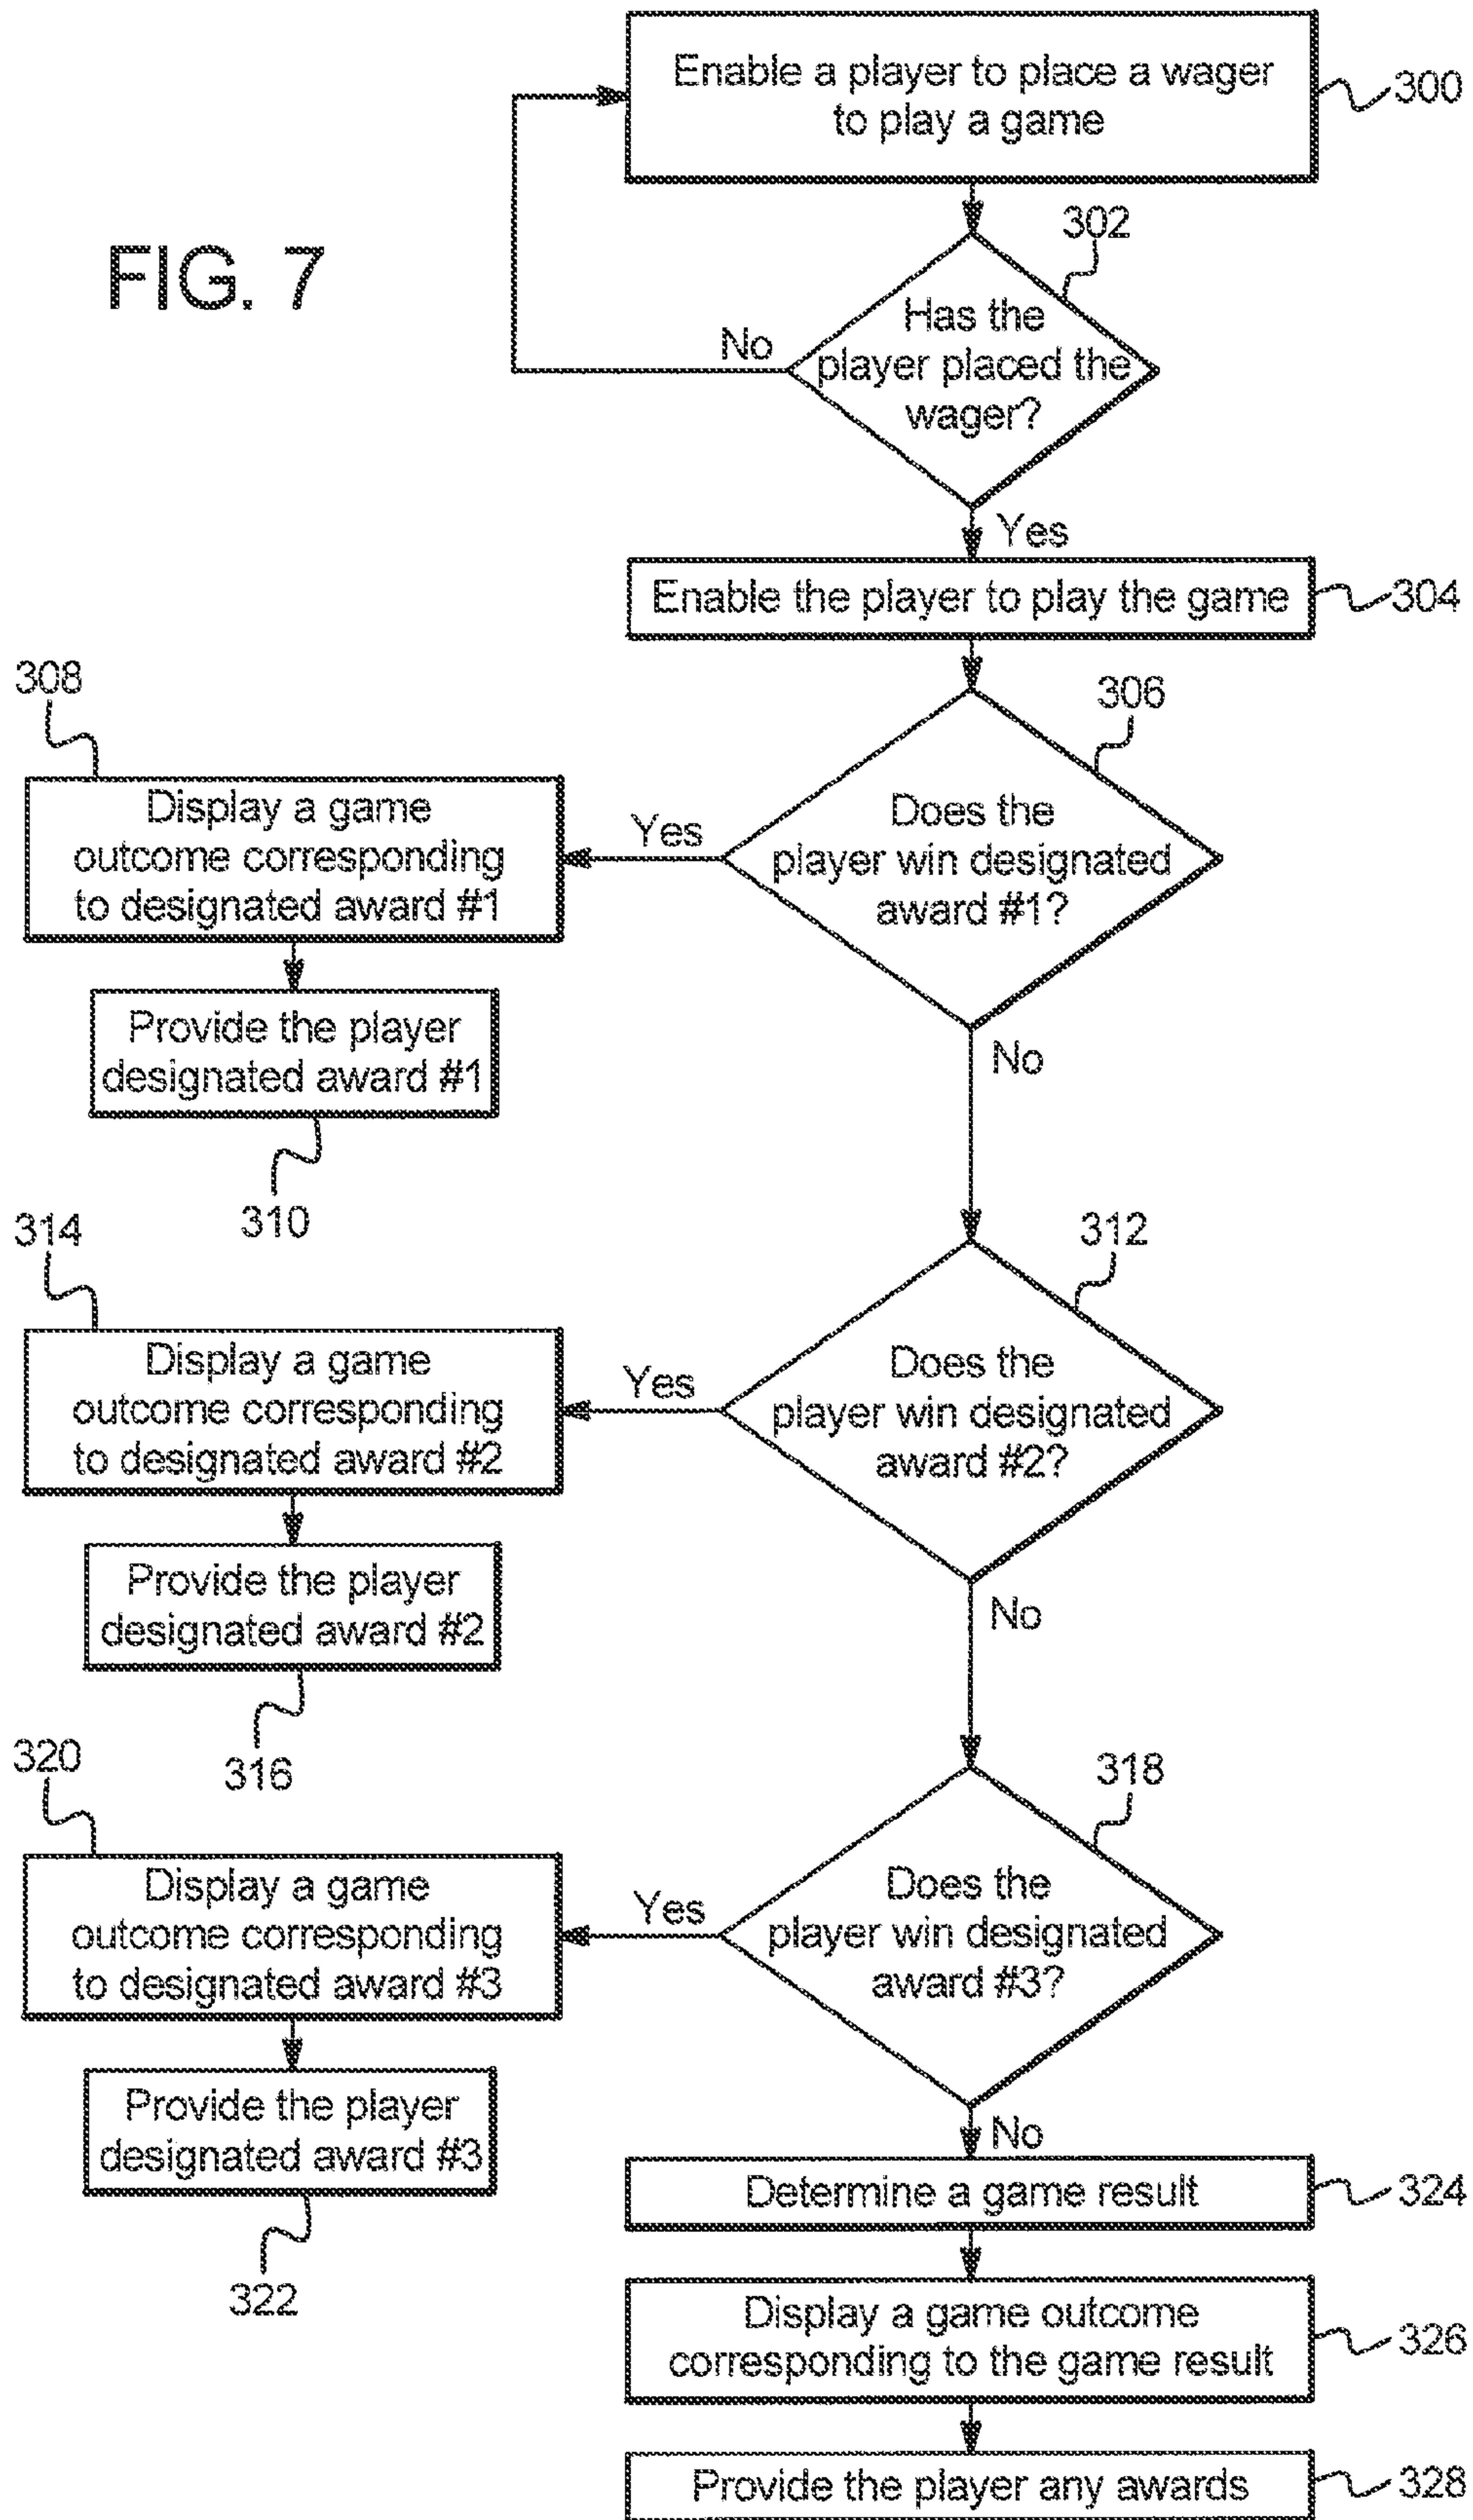 Enable a player to place a wager
to play a game
300
FIG. 7
302
Has the
player placed the
wager?
No
Yes
Enable the player to play the game
304
306
Does the
player win designated
award #1?
Yes
308
Display a game
outcome corresponding
to designated award #1
Provide the player
designated award #1
310
No
312
Does the
player win designated
award #2?
Yes
314
Display a game
outcome corresponding
to designated award #2
Provide the player
designated award #2
316
No
318
Does the
player win designated
award #3?
Yes
320
Display a game
outcome corresponding
to designated award #3
Provide the player
designated award #3
322
No
Determine a game result
324
Display a game outcome
corresponding to the game result
326
Provide the player any awards
328